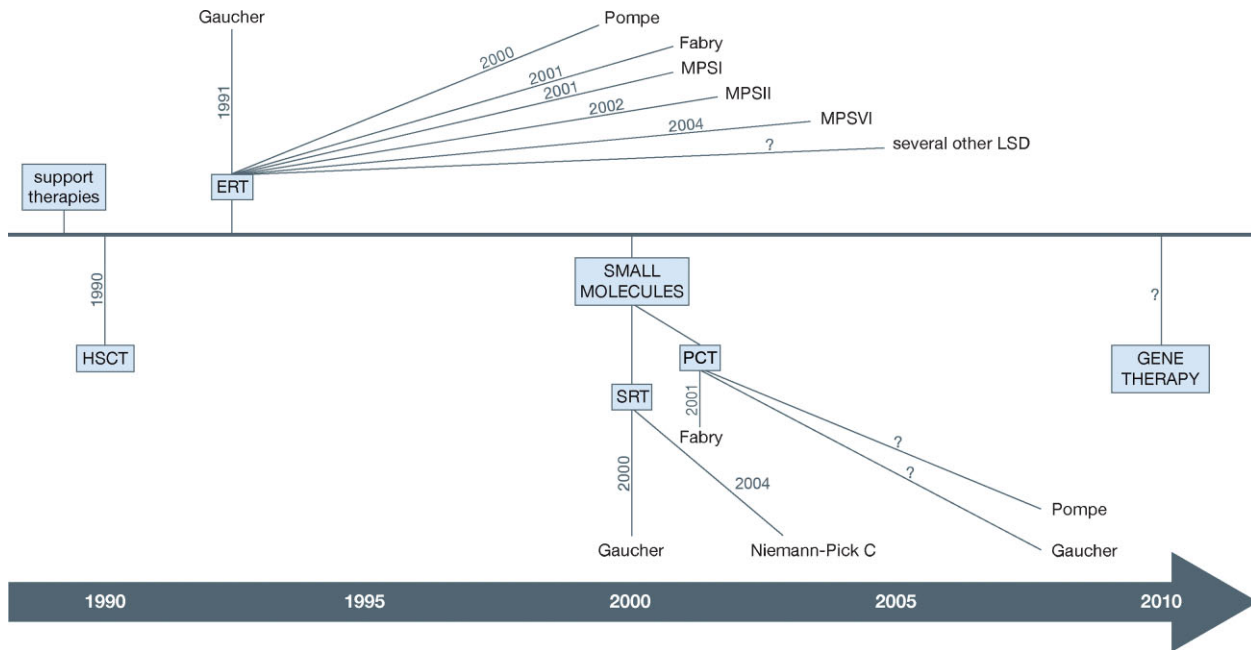 Gaucher
Pompe
Fabry
MPSI
MPSII
MPSVI
several other LSD
1991
2000
2001
2001
2002
2004
?
support
therapies
ERT
1990
HSCT
SMALL
MOLECULES
PCT
SRT
2001
Fabry
2000
2004
?
?
Gaucher
Niemann-Pick C
Pompe
Gaucher
?
GENE
THERAPY
1990
1995
2000
2005
2010